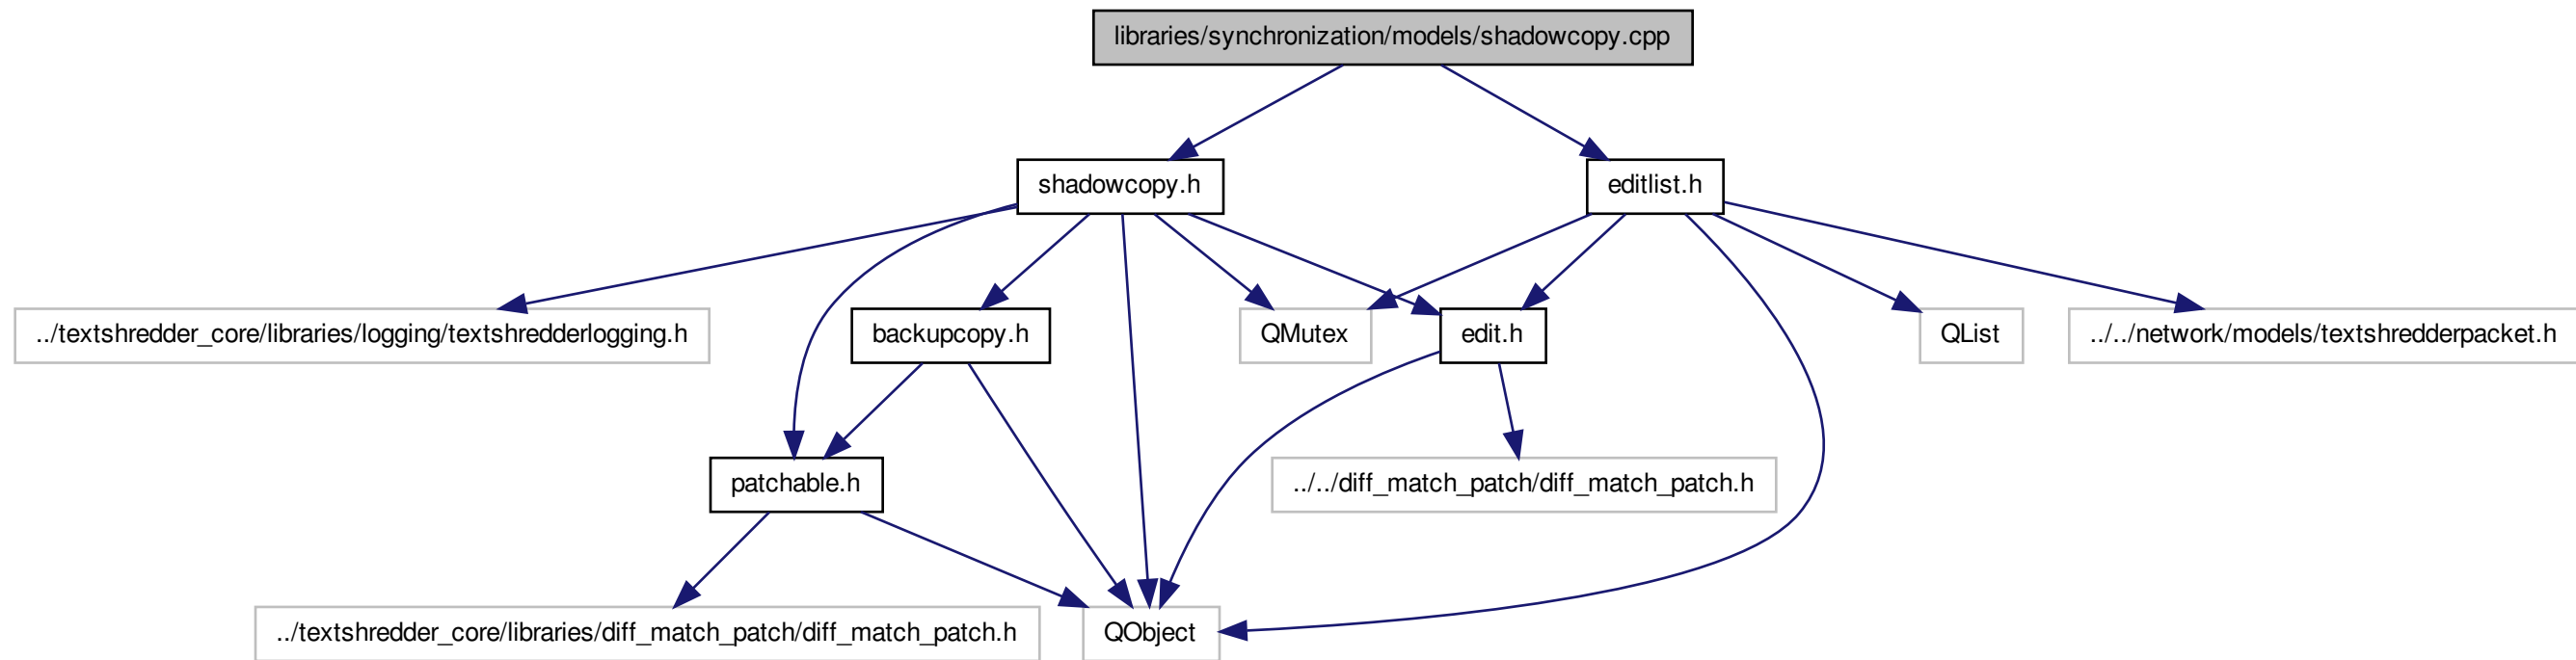 libraries/synchronization/models/shadowcopy.cpp
shadowcopy.h
editlist.h
../textshredder_core/libraries/logging/textshredderlogging.h
backupcopy.h
QMutex
edit.h
QList
../../network/models/textshredderpacket.h
patchable.h
../../diff_match_patch/diff_match_patch.h
../textshredder_core/libraries/diff_match_patch/diff_match_patch.h
QObject